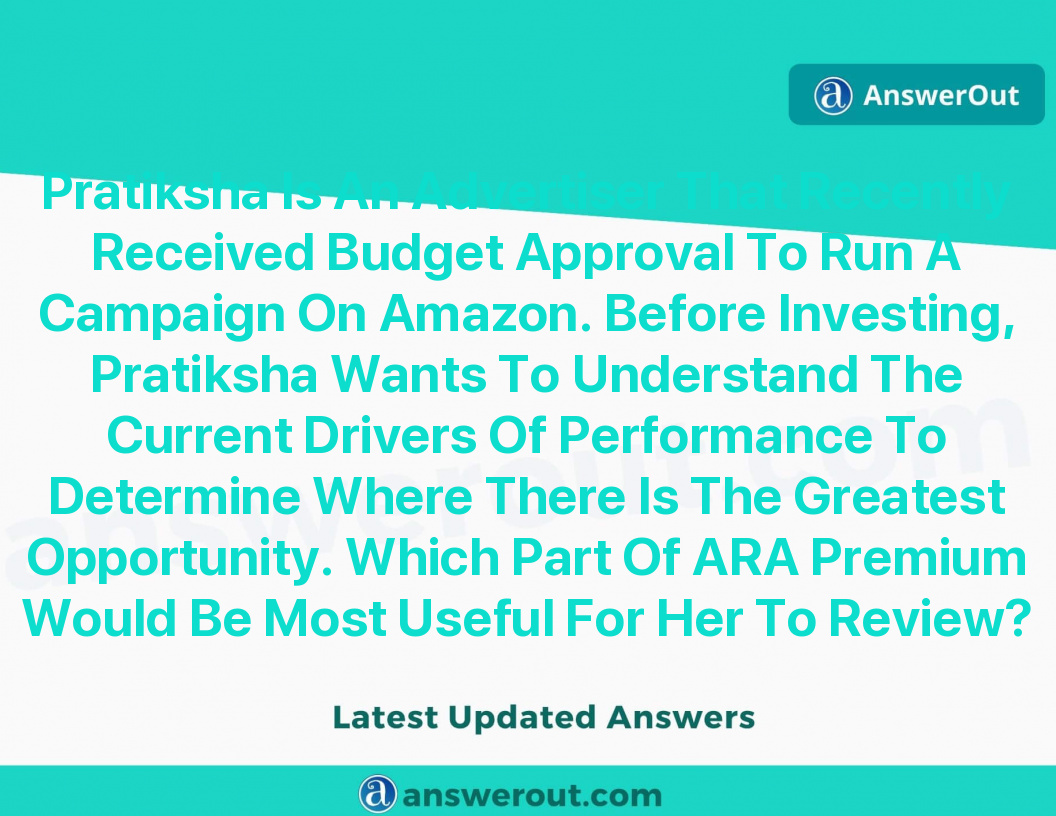 AnswerOut
Pratiksha Is An Advertiser That Recently
Received Budget Approval To Run A
Campaign On Amazon. Before Investing,
Pratiksha Wants To Understand The
Current Drivers Of Performance To
Determine Where There Is The Greatest
Opportunity. Which Part Of ARA Premium
Would Be Most Useful For Her To Review?
answerout.com
Latest Updated Answers
answerout.com